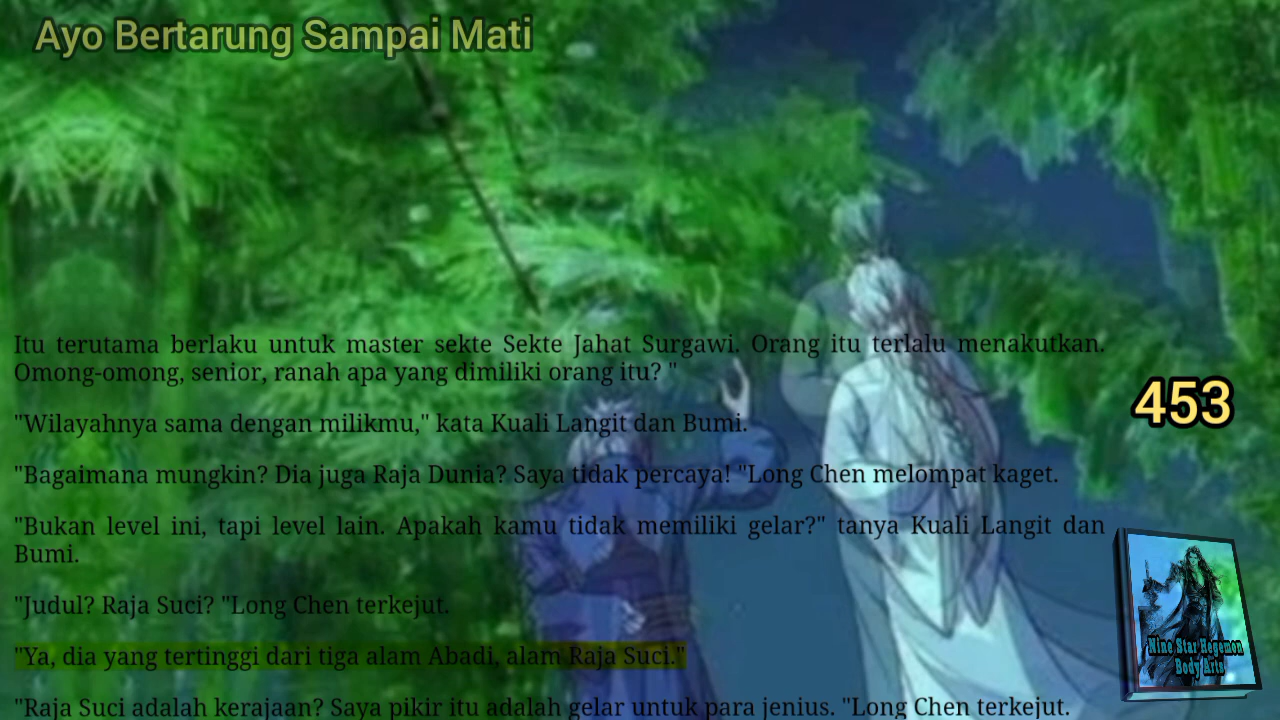 Ayo Bertarung Sampai Mati
Itu terutama berlaku untuk master sekte Sekte Jahat Surgawi. Orang itu terlalu menakutkan.
Omong-omong, senior, ranah apa yang dimiliki orang itu? "
"Wilayahnya sama dengan milikmu," kata Kuali Langit dan Bumi.
453
"Bagaimana mungkin? Dia juga Raja Dunia? Saya tidak percaya! "Long Chen melompat kaget.
"Bukan level ini, tapi level lain. Apakah kamu tidak memiliki gelar?" tanya Kuali Langit dan
Bumi.
"Judul? Raja Suci? "Long Chen terkejut.
"Ya, dia yang tertinggi dari tiga alam Abadi, alam Raja Suci."
"Raja Suci adalah kerajaan? Saya pikir itu adalah gelar untuk para jenius. "Long Chen terkejut.
Nine Star Hegemon
Body Arts